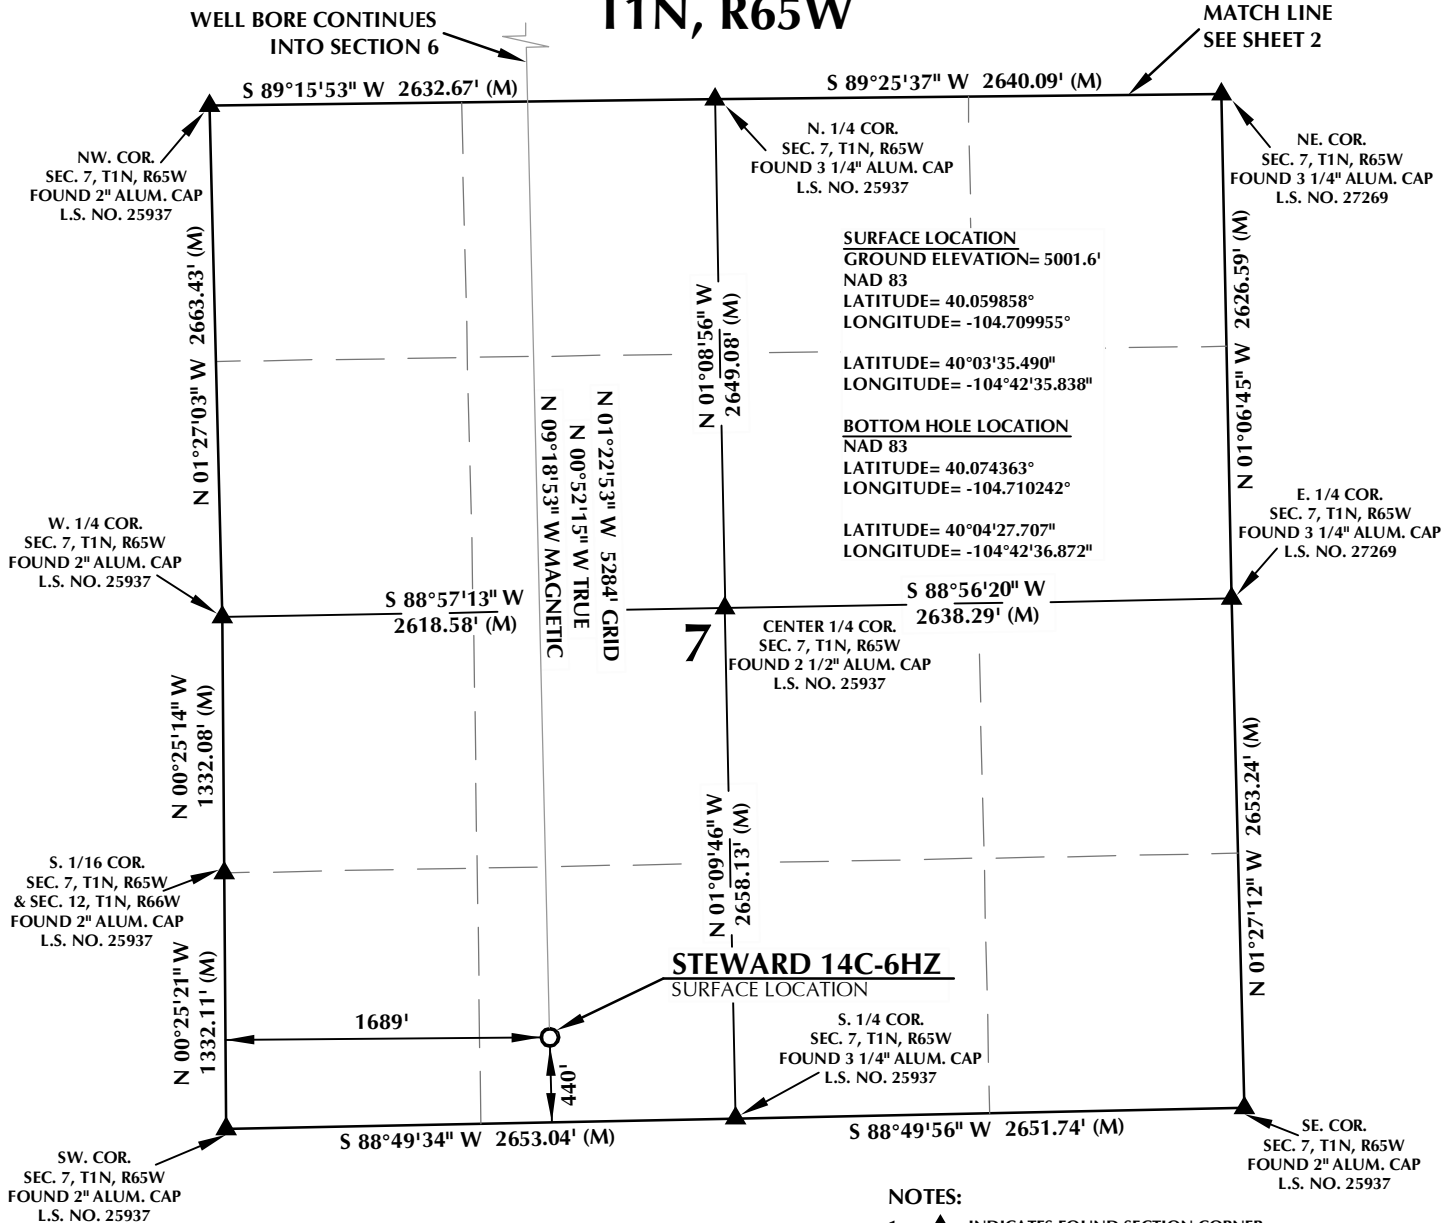 T1N, R65W
WELL BORE CONTINUES
INTO SECTION 6
MATCH LINE
SEE SHEET 2
S 89°15'53" W 2632.67' (M)
S 89°25'37" W 2640.09' (M)
NW. COR.
SEC. 7, T1N, R65W
FOUND 2" ALUM. CAP
L.S. NO. 25937
N. 1/4 COR.
SEC. 7, T1N, R65W
FOUND 3 1/4" ALUM. CAP
L.S. NO. 25937
NE. COR.
SEC. 7, T1N, R65W
FOUND 3 1/4" ALUM. CAP
L.S. NO. 27269
N 01°27'03" W 2663.43' (M)
N 01°08'56" W
2649.08' (M)
SURFACE LOCATION
GROUND ELEVATION= 5001.6'
NAD 83
LATITUDE= 40.059858°
LONGITUDE= -104.709955°
LATITUDE= 40°03'35.490"
LONGITUDE= -104°42'35.838"
BOTTOM HOLE LOCATION
NAD 83
LATITUDE= 40.074363°
LONGITUDE= -104.710242°
LATITUDE= 40°04'27.707"
LONGITUDE= -104°42'36.872"
N 01°06'45" W 2626.59' (M)
N 01°22'53" W 5284' GRID
N 00°52'15" W TRUE
N 09°18'53" W MAGNETIC
W. 1/4 COR.
SEC. 7, T1N, R65W
FOUND 2" ALUM. CAP
L.S. NO. 25937
E. 1/4 COR.
SEC. 7, T1N, R65W
FOUND 3 1/4" ALUM. CAP
L.S. NO. 27269
S 88°57'13" W
2618.58' (M)
S 88°56'20" W
2638.29' (M)
7
CENTER 1/4 COR.
SEC. 7, T1N, R65W
FOUND 2 1/2" ALUM. CAP
L.S. NO. 25937
N 00°25'14" W
1332.08' (M)
N 01°09'46" W
2658.13' (M)
N 01°27'12" W 2653.24' (M)
S. 1/16 COR.
SEC. 7, T1N, R65W
& SEC. 12, T1N, R66W
FOUND 2" ALUM. CAP
L.S. NO. 25937
N 00°25'21" W
1332.11' (M)
STEWARD 14C-6HZ
SURFACE LOCATION
1689'
440'
S. 1/4 COR.
SEC. 7, T1N, R65W
FOUND 3 1/4" ALUM. CAP
L.S. NO. 25937
S 88°49'34" W 2653.04' (M)
S 88°49'56" W 2651.74' (M)
SW. COR.
SEC. 7, T1N, R65W
FOUND 2" ALUM. CAP
L.S. NO. 25937
SE. COR.
SEC. 7, T1N, R65W
FOUND 2" ALUM. CAP
L.S. NO. 25937
NOTES:
INDICATES FOUND SECTION CORNER